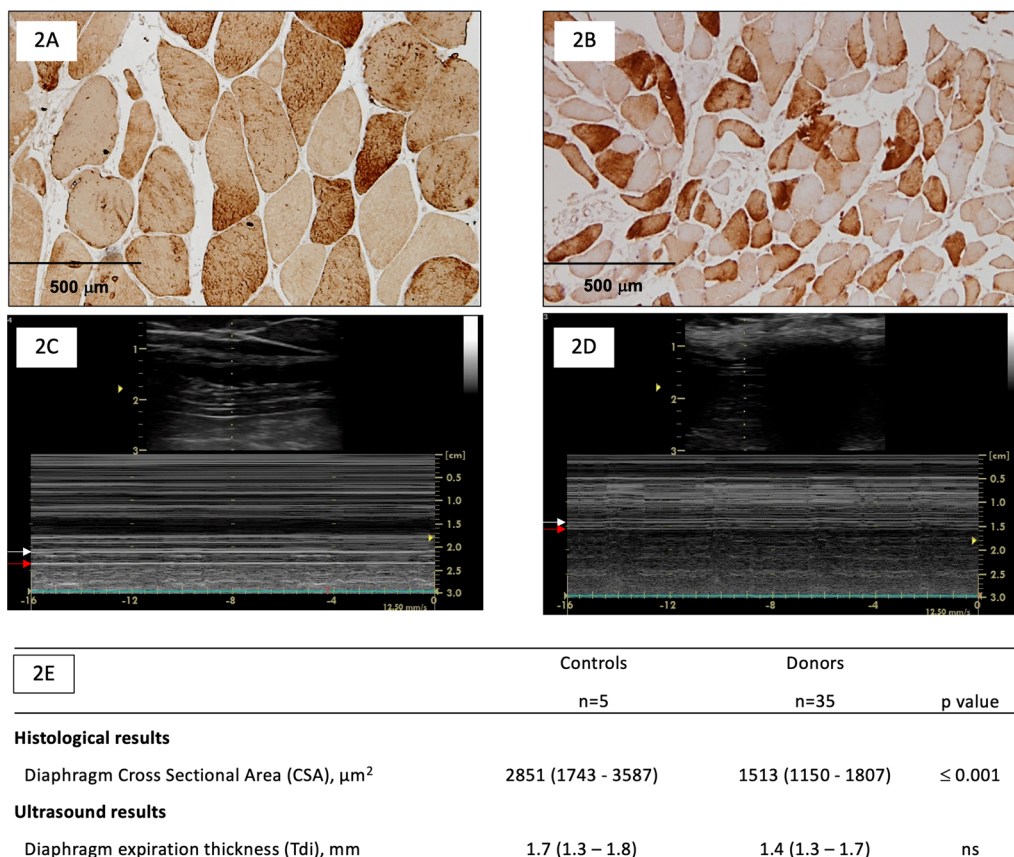 2A
500 µm
2B
500 µm
4
2C
1
2
3
[cm]
0.5
1.0
1.5
2.0
2.5
3.0
-16
-12
-8
-4
0
12.50 mm/s
3
2D
1
2
3
[cm]
0.5
1.0
1.5
2.0
2.5
3.0
-16
-12
-8
-4
0
12.50 mm/s
2E
Controls Donors
n=5 n=35 p value
Histological results
Diaphragm Cross Sectional Area (CSA), µm² 2851 (1743 - 3587) 1513 (1150 - 1807) ≤ 0.001
Ultrasound results
Diaphragm expiration thickness (Tdi), mm 1.7 (1.3 – 1.8) 1.4 (1.3 – 1.7) ns